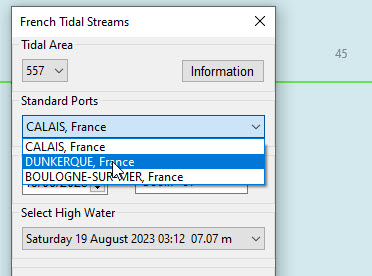 French Tidal Streams
45
Tidal Area
557
Information
Standard Ports
CALAIS, France
CALAIS, France
DUNKERQUE, France
BOULOGNE-SUR-MER, France
Select High Water
Saturday 19 August 2023 03:12 07.07 m